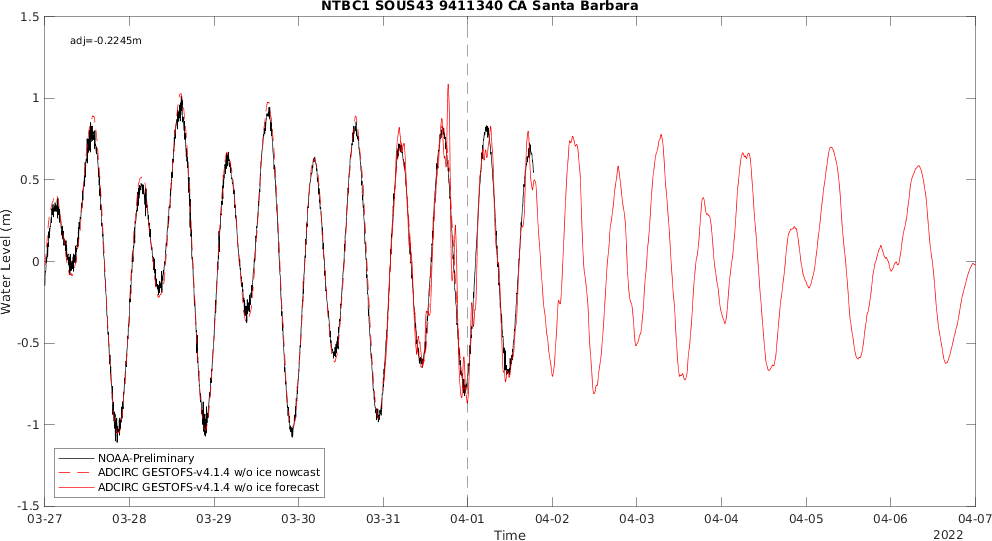 NTBC1 SOUS43 9411340 CA Santa Barbara
adj=-0.2245m
1.5
1
0.5
0
-0.5
-1
-1.5
Water Level (m)
NOAA-Preliminary
ADCIRC GESTOFS-v4.1.4 w/o ice nowcast
ADCIRC GESTOFS-v4.1.4 w/o ice forecast
03-27 03-28 03-29 03-30 03-31 04-01 04-02 04-03 04-04 04-05 04-06 04-07
Time
2022